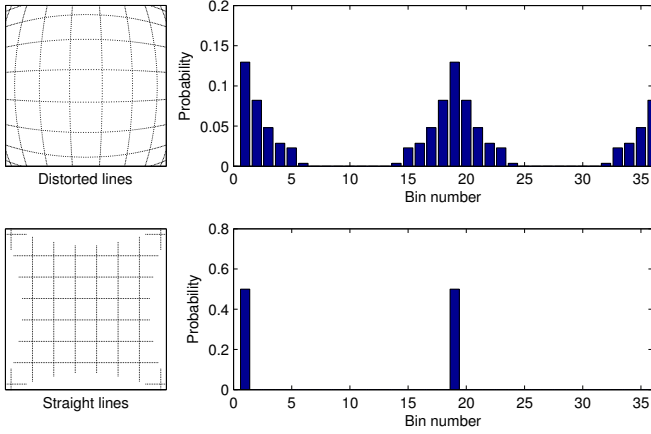 0.2
0.15
0.1
0.05
0
Probability
0 5 10 15 20 25 30 35
Bin number
Distorted lines
0.8
0.6
0.4
0.2
0
Probability
0 5 10 15 20 25 30 35
Bin number
Straight lines